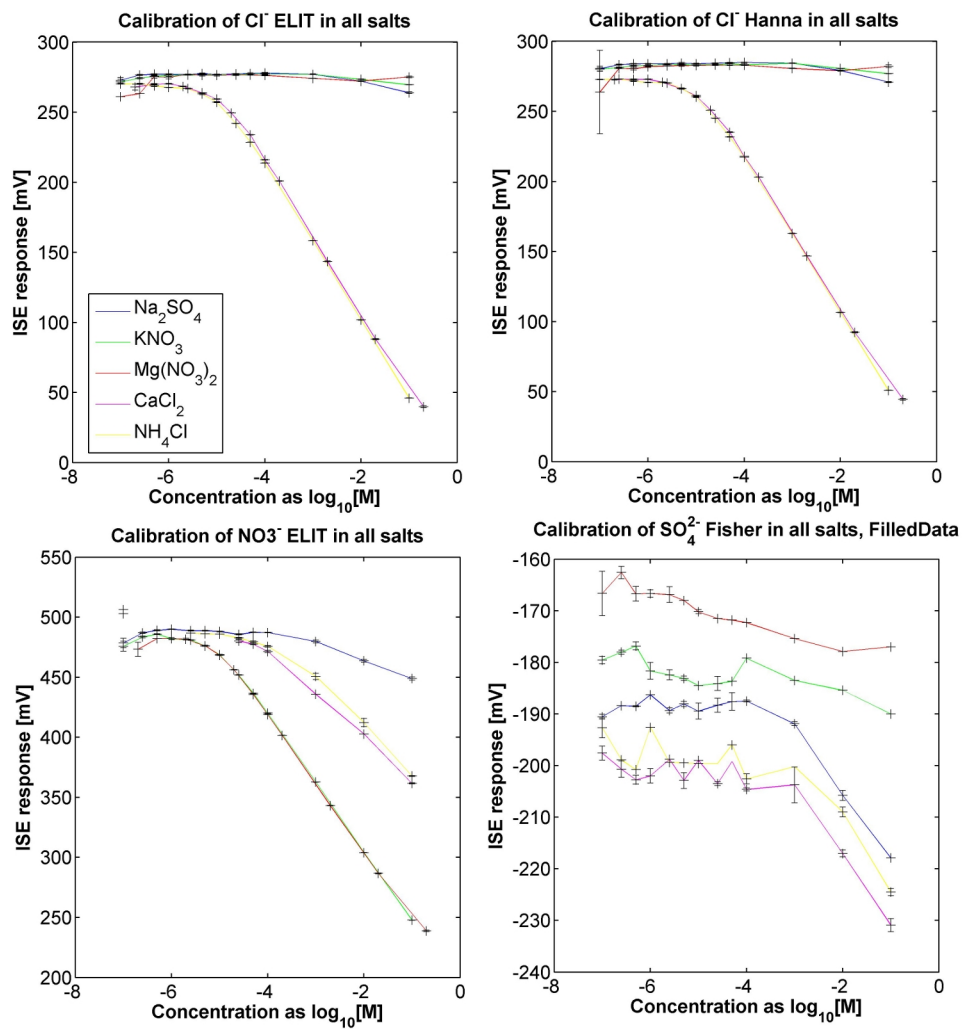 Calibration of Cl⁻ ELIT in all salts
300
250
200
150
100
50
0
ISE response [mV]
Na₂SO₄
KNO₃
Mg(NO₃)₂
CaCl₂
NH₄Cl
-8 -6 -4 -2 0
Concentration as log₁₀[M]
Calibration of Cl⁻ Hanna in all salts
300
250
200
150
100
50
0
ISE response [mV]
-8 -6 -4 -2 0
Concentration as log₁₀[M]
Calibration of NO3⁻ ELIT in all salts
550
500
450
400
350
300
250
200
ISE response [mV]
-8 -6 -4 -2 0
Concentration as log₁₀[M]
Calibration of SO₄²⁻ Fisher in all salts, FilledData
-160
-170
-180
-190
-200
-210
-220
-230
-240
ISE response [mV]
-8 -6 -4 -2 0
Concentration as log₁₀[M]